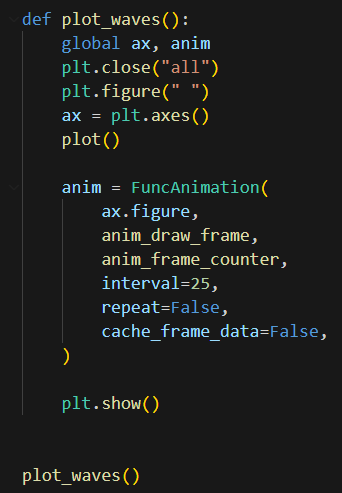 def plot_waves():
    global ax, anim
    plt.close("all")
    plt.figure(" ")
    ax = plt.axes()
    plot()

    anim = FuncAnimation(
        ax.figure,
        anim_draw_frame,
        anim_frame_counter,
        interval=25,
        repeat=False,
        cache_frame_data=False,
    )

    plt.show()


plot_waves()